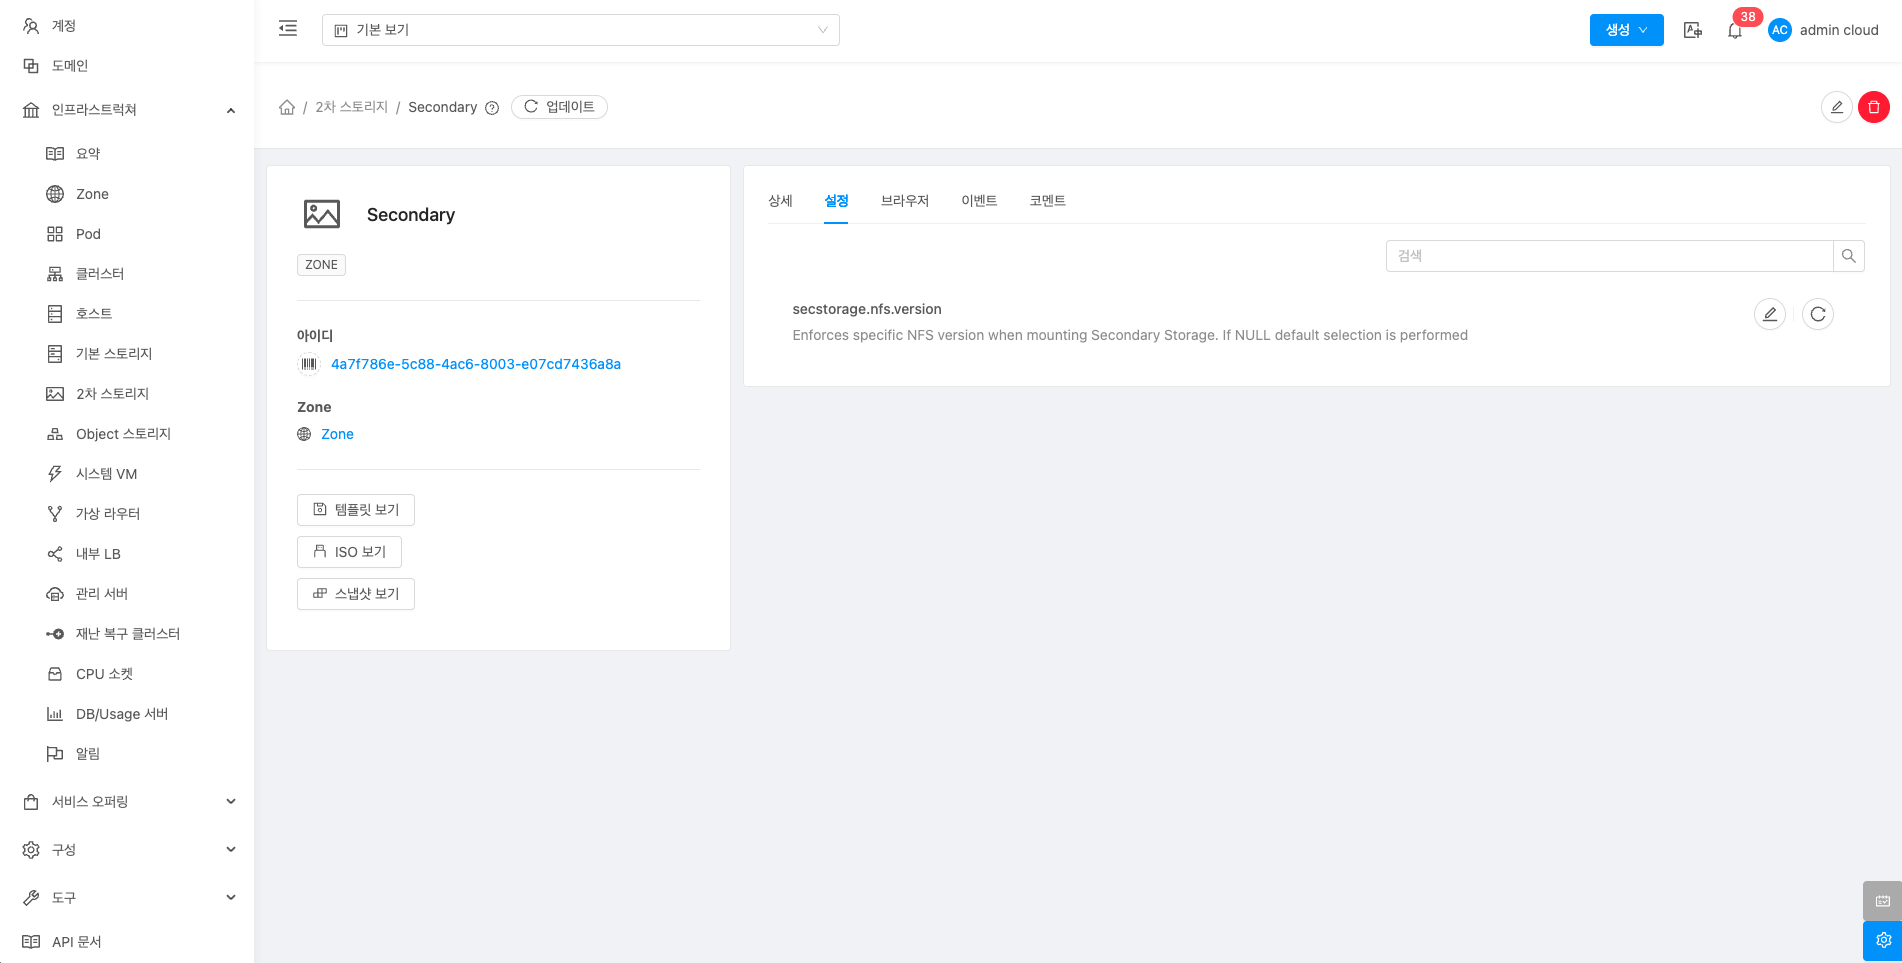 계정
도메인
인프라스트럭쳐
요약
Zone
Pod
클러스터
호스트
기본 스토리지
2차 스토리지
Object 스토리지
시스템 VM
가상 라우터
내부 LB
관리 서버
재난 복구 클러스터
CPU 소켓
DB/Usage 서버
알림
서비스 오퍼링
구성
도구
API 문서
기본 보기
생성
38
AC admin cloud
/ 2차 스토리지 / Secondary 업데이트
Secondary
ZONE
아이디
4a7f786e-5c88-4ac6-8003-e07cd7436a8a
Zone
Zone
템플릿 보기
ISO 보기
스냅샷 보기
상세 설정 브라우저 이벤트 코멘트
검색
secstorage.nfs.version
Enforces specific NFS version when mounting Secondary Storage. If NULL default selection is performed